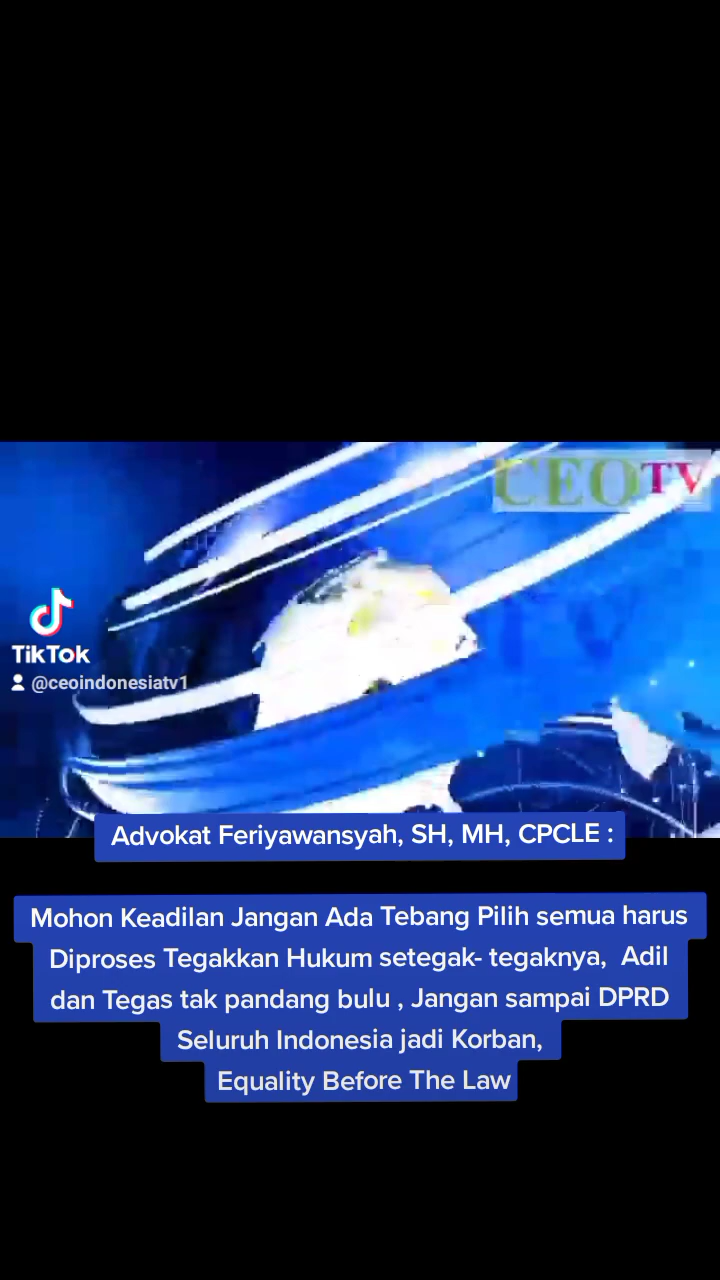 CEOTV
TikTok
@ceoindonesiatv1
Advokat Feriyawansyah, SH, MH, CPCLE :
Mohon Keadilan Jangan Ada Tebang Pilih semua harus
Diproses Tegakkan Hukum setegak- tegaknya, Adil
dan Tegas tak pandang bulu , Jangan sampai DPRD
Seluruh Indonesia jadi Korban,
Equality Before The Law